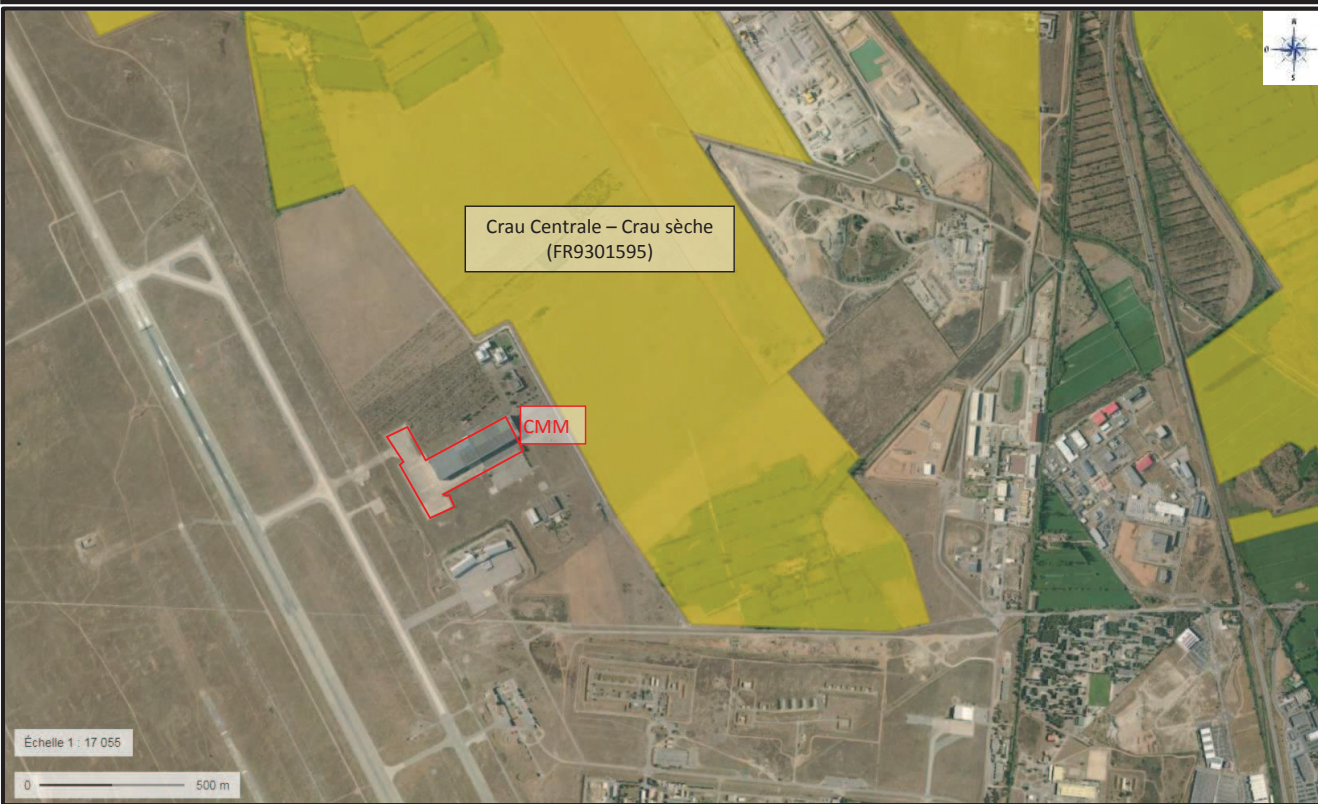 N
O
S
Crau Centrale – Crau sèche
(FR9301595)
CMM
Échelle 1 : 17 055
0 500 m